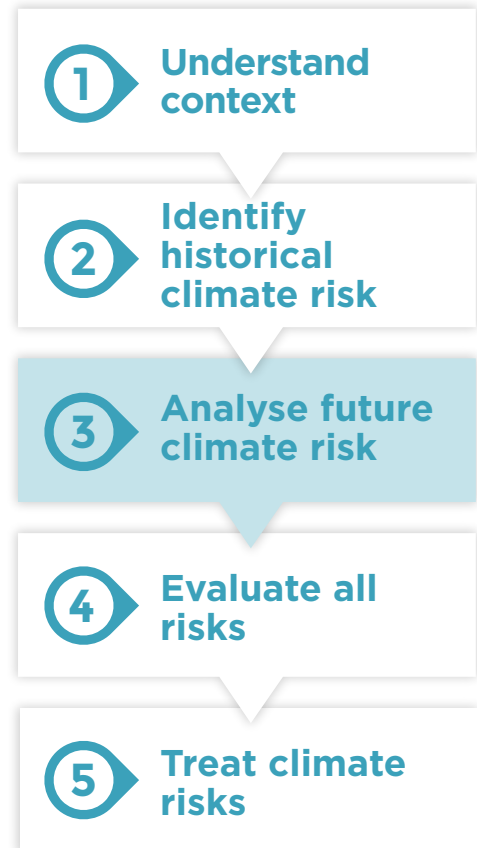 1
Understand
context
2
Identify
historical
climate risk
3
Analyse future
climate risk
4
Evaluate all
risks
5
Treat climate
risks